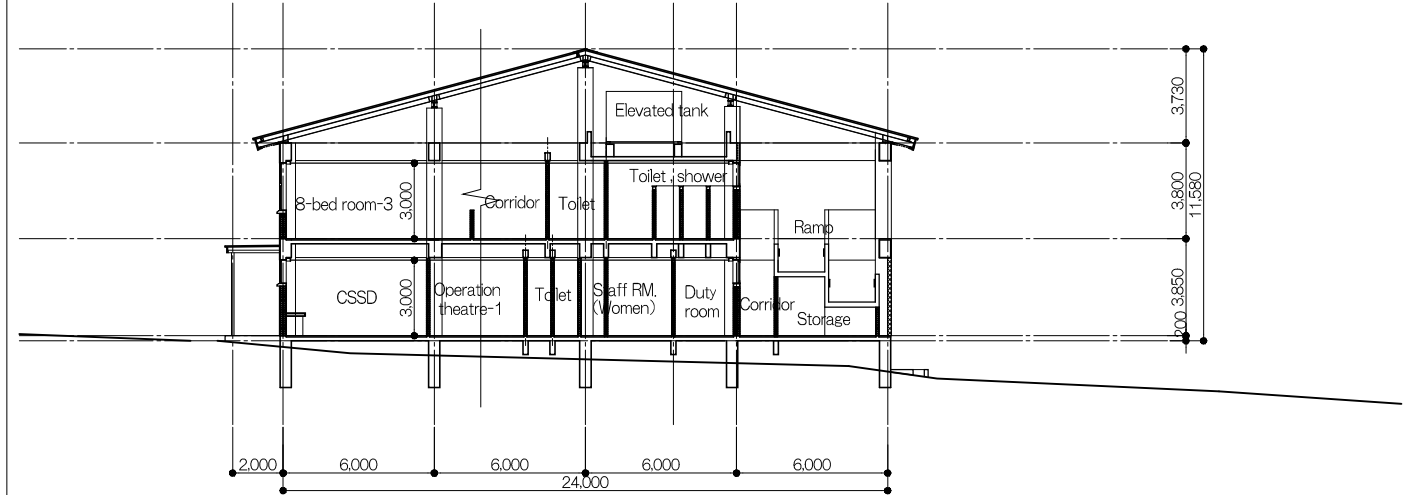 Elevated tank
3,730
Toilet , shower
8-bed room-3
3,000
Corridor
Toilet
Ramp
3,800
11,580
CSSD
3,000
Operation
theatre-1
Toilet
Staff RM.
(Women)
Duty
room
Corridor
Storage
3,850
200
2,000
6,000
6,000
6,000
6,000
24,000